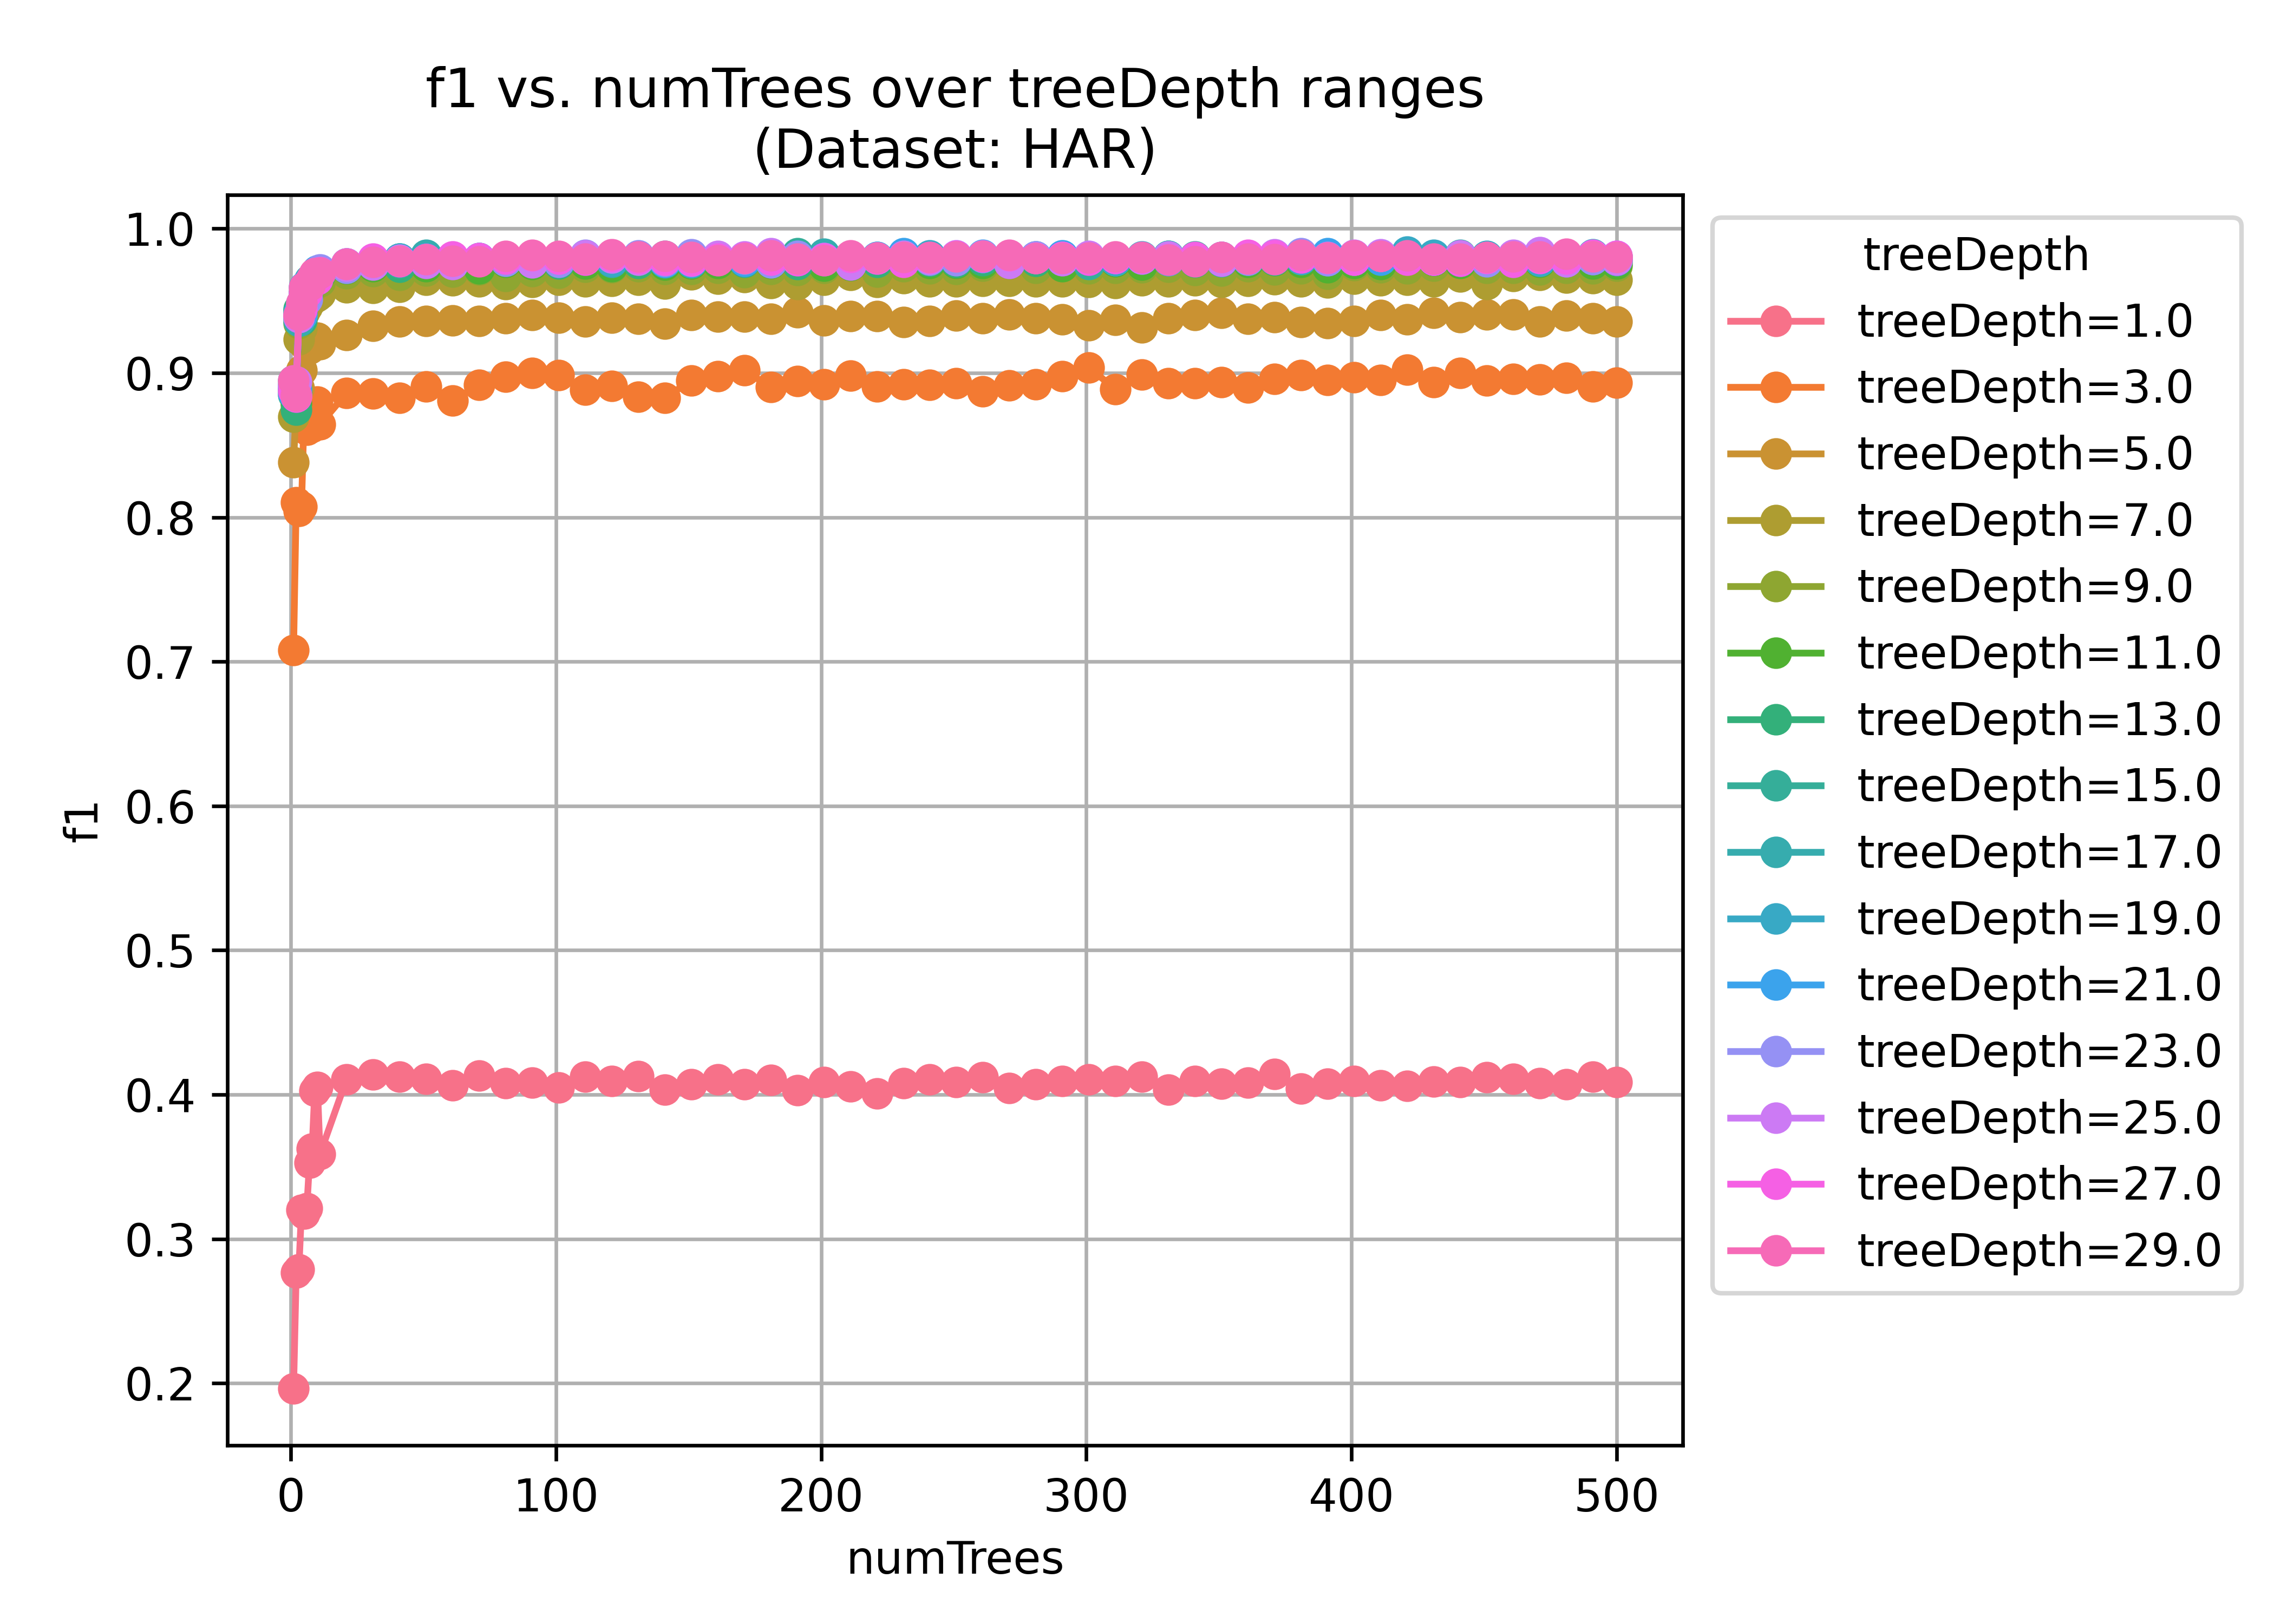 f1 vs. numTrees over treeDepth ranges
(Dataset: HAR)
1.0
0.9
0.8
0.7
0.6
0.5
0.4
0.3
0.2
f1
0 100 200 300 400 500
numTrees
treeDepth
treeDepth=1.0
treeDepth=3.0
treeDepth=5.0
treeDepth=7.0
treeDepth=9.0
treeDepth=11.0
treeDepth=13.0
treeDepth=15.0
treeDepth=17.0
treeDepth=19.0
treeDepth=21.0
treeDepth=23.0
treeDepth=25.0
treeDepth=27.0
treeDepth=29.0